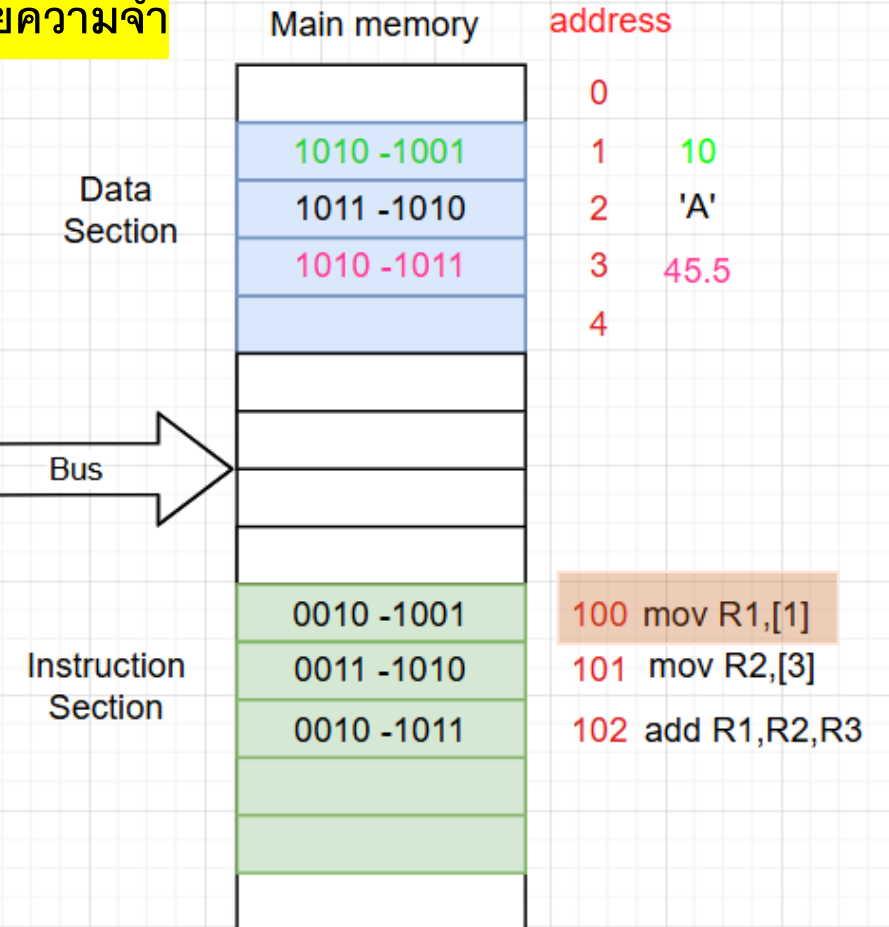 ยความจำ
Main memory address
0
1010 -1001 1 10
Data
Section
1011 -1010 2 'A'
1010 -1011 3 45.5
4
Bus
0010 -1001 100 mov R1,[1]
Instruction
Section
0011 -1010 101 mov R2,[3]
0010 -1011 102 add R1,R2,R3